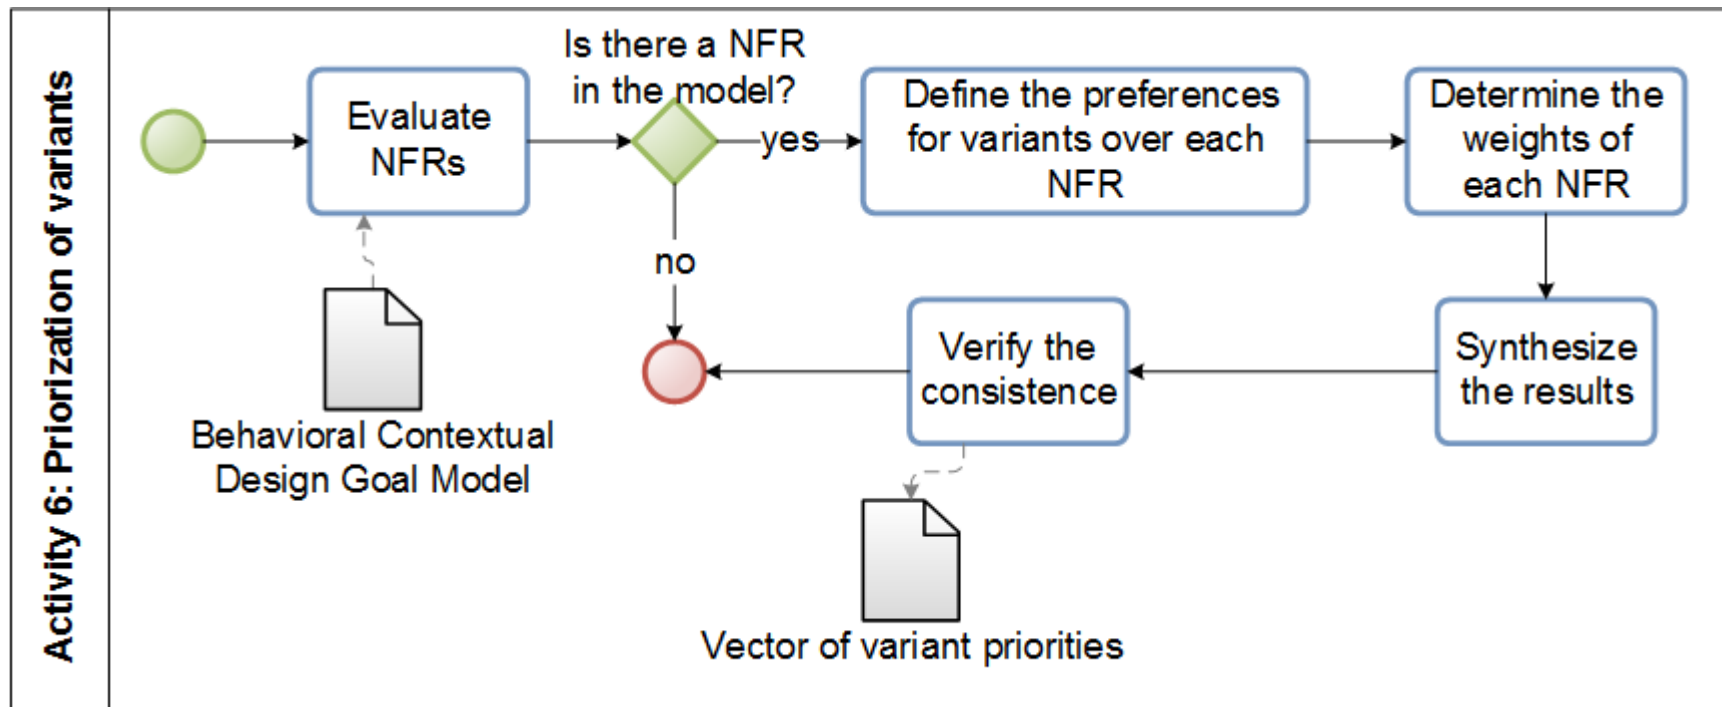 Activity 6: Priorization of variants
Evaluate
NFRs
Is there a NFR
in the model?
yes
no
Define the preferences
for variants over each
NFR
Determine the
weights of
each NFR
Synthesize
the results
Verify the
consistence
Behavioral Contextual
Design Goal Model
Vector of variant priorities